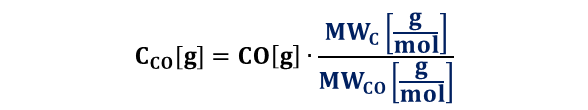 C_CO[g] = CO[g] · MW_C [g/mol] / MW_CO [g/mol]